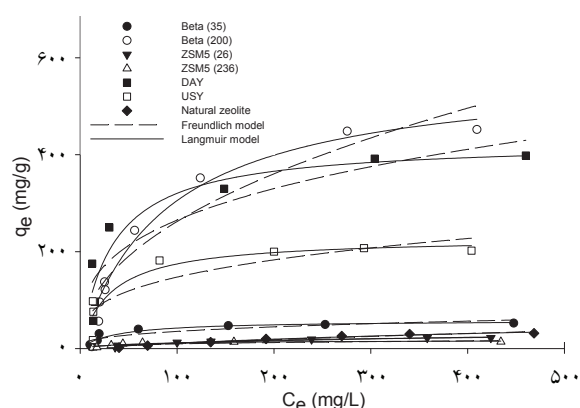 Beta (35)
Beta (200)
ZSM5 (26)
ZSM5 (236)
DAY
USY
Natural zeolite
Freundlich model
Langmuir model
۶۰۰
۴۰۰
۲۰۰
۰
qe (mg/g)
۰ ۱۰۰ ۲۰۰ ۳۰۰ ۴۰۰ ۵۰۰
Ce (mg/L)